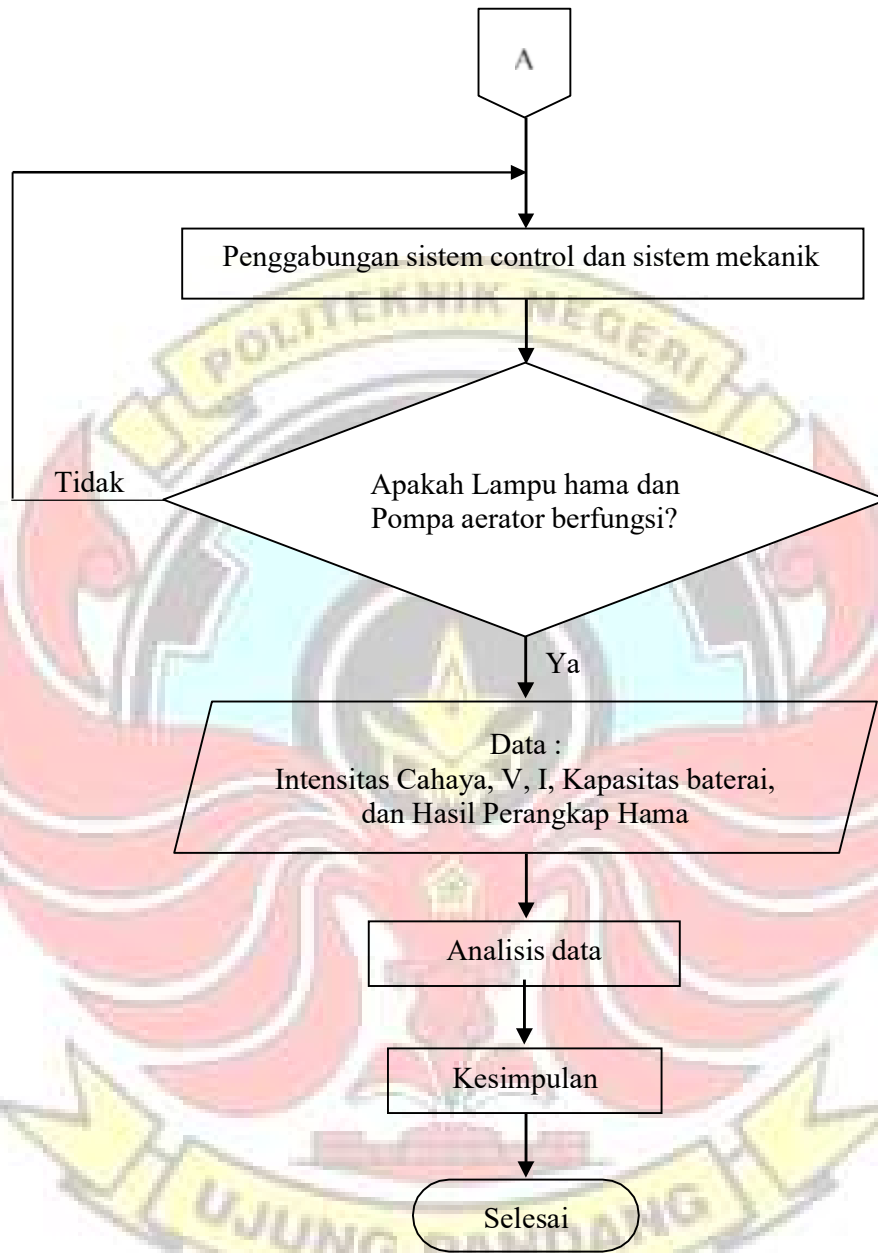 A
Penggabungan sistem control dan sistem mekanik
POLITEKNIK NEGERI
Tidak
Apakah Lampu hama dan
Pompa aerator berfungsi?
Ya
Data :
Intensitas Cahaya, V, I, Kapasitas baterai,
dan Hasil Perangkap Hama
Analisis data
Kesimpulan
Selesai
UJUNG PANDANG